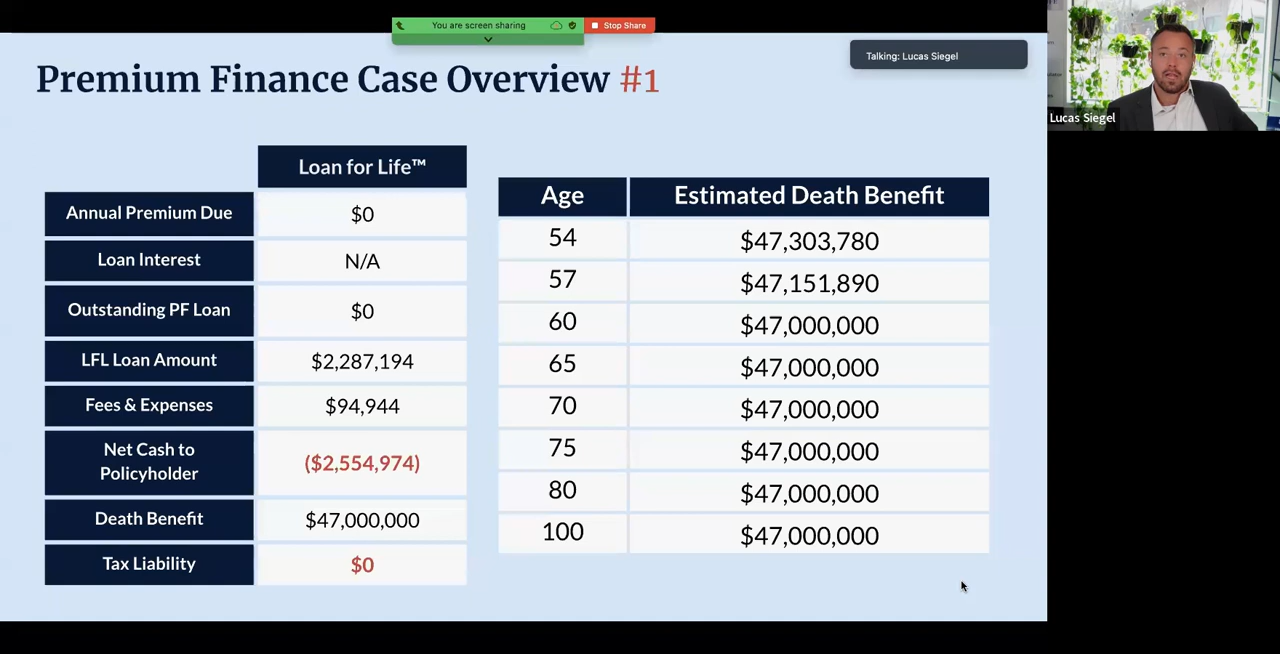 You are screen sharing
Stop Share
Talking: Lucas Siegel
Lucas Siegel
Premium Finance Case Overview #1
Loan for Life™
Annual Premium Due $0
Loan Interest N/A
Outstanding PF Loan $0
LFL Loan Amount $2,287,194
Fees & Expenses $94,944
Net Cash to
Policyholder ($2,554,974)
Death Benefit $47,000,000
Tax Liability $0
Age Estimated Death Benefit
54 $47,303,780
57 $47,151,890
60 $47,000,000
65 $47,000,000
70 $47,000,000
75 $47,000,000
80 $47,000,000
100 $47,000,000